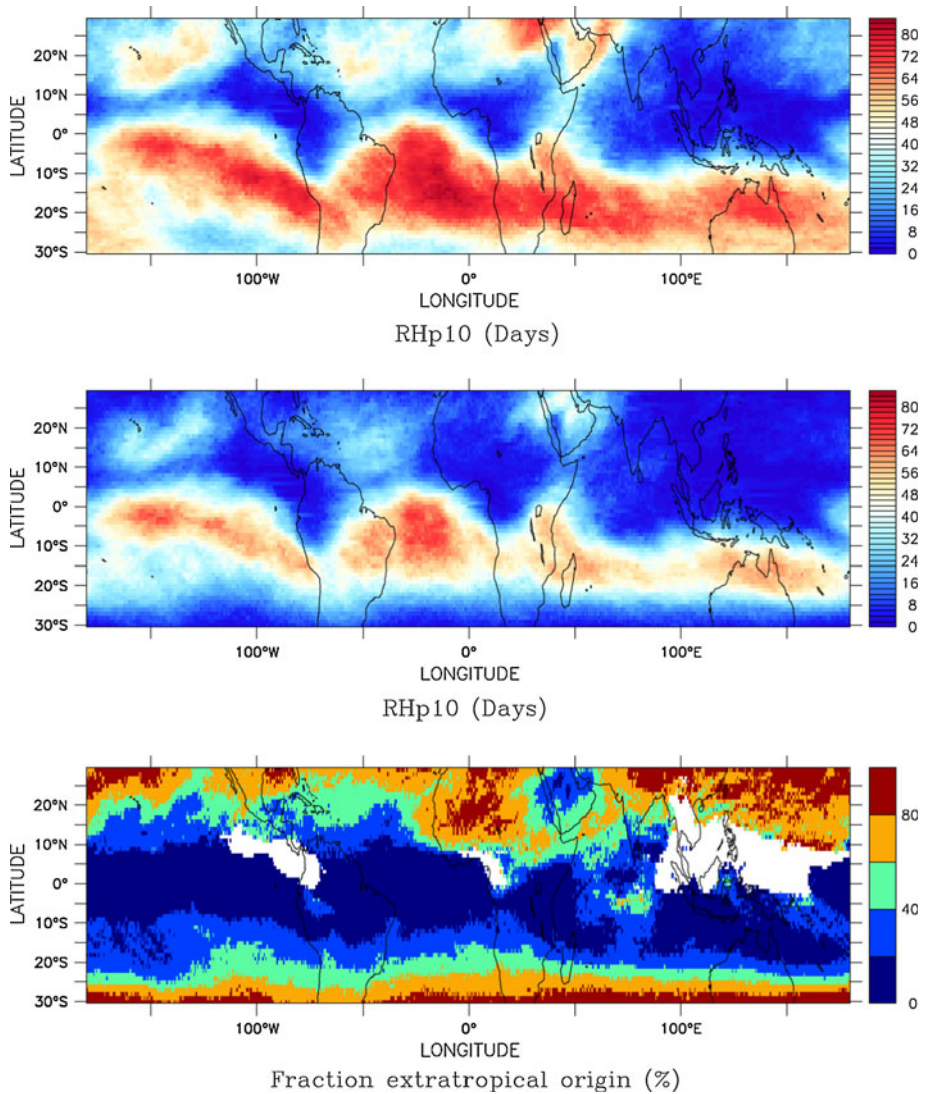 LATITUDE
20°N
10°N
0°
10°S
20°S
30°S
100°W
0°
100°E
LONGITUDE
80
72
64
56
48
40
32
24
16
8
0
RHp10 (Days)
LATITUDE
20°N
10°N
0°
10°S
20°S
30°S
100°W
0°
100°E
LONGITUDE
80
72
64
56
48
40
32
24
16
8
0
RHp10 (Days)
LATITUDE
20°N
10°N
0°
10°S
20°S
30°S
100°W
0°
100°E
LONGITUDE
80
40
0
Fraction extratropical origin (%)